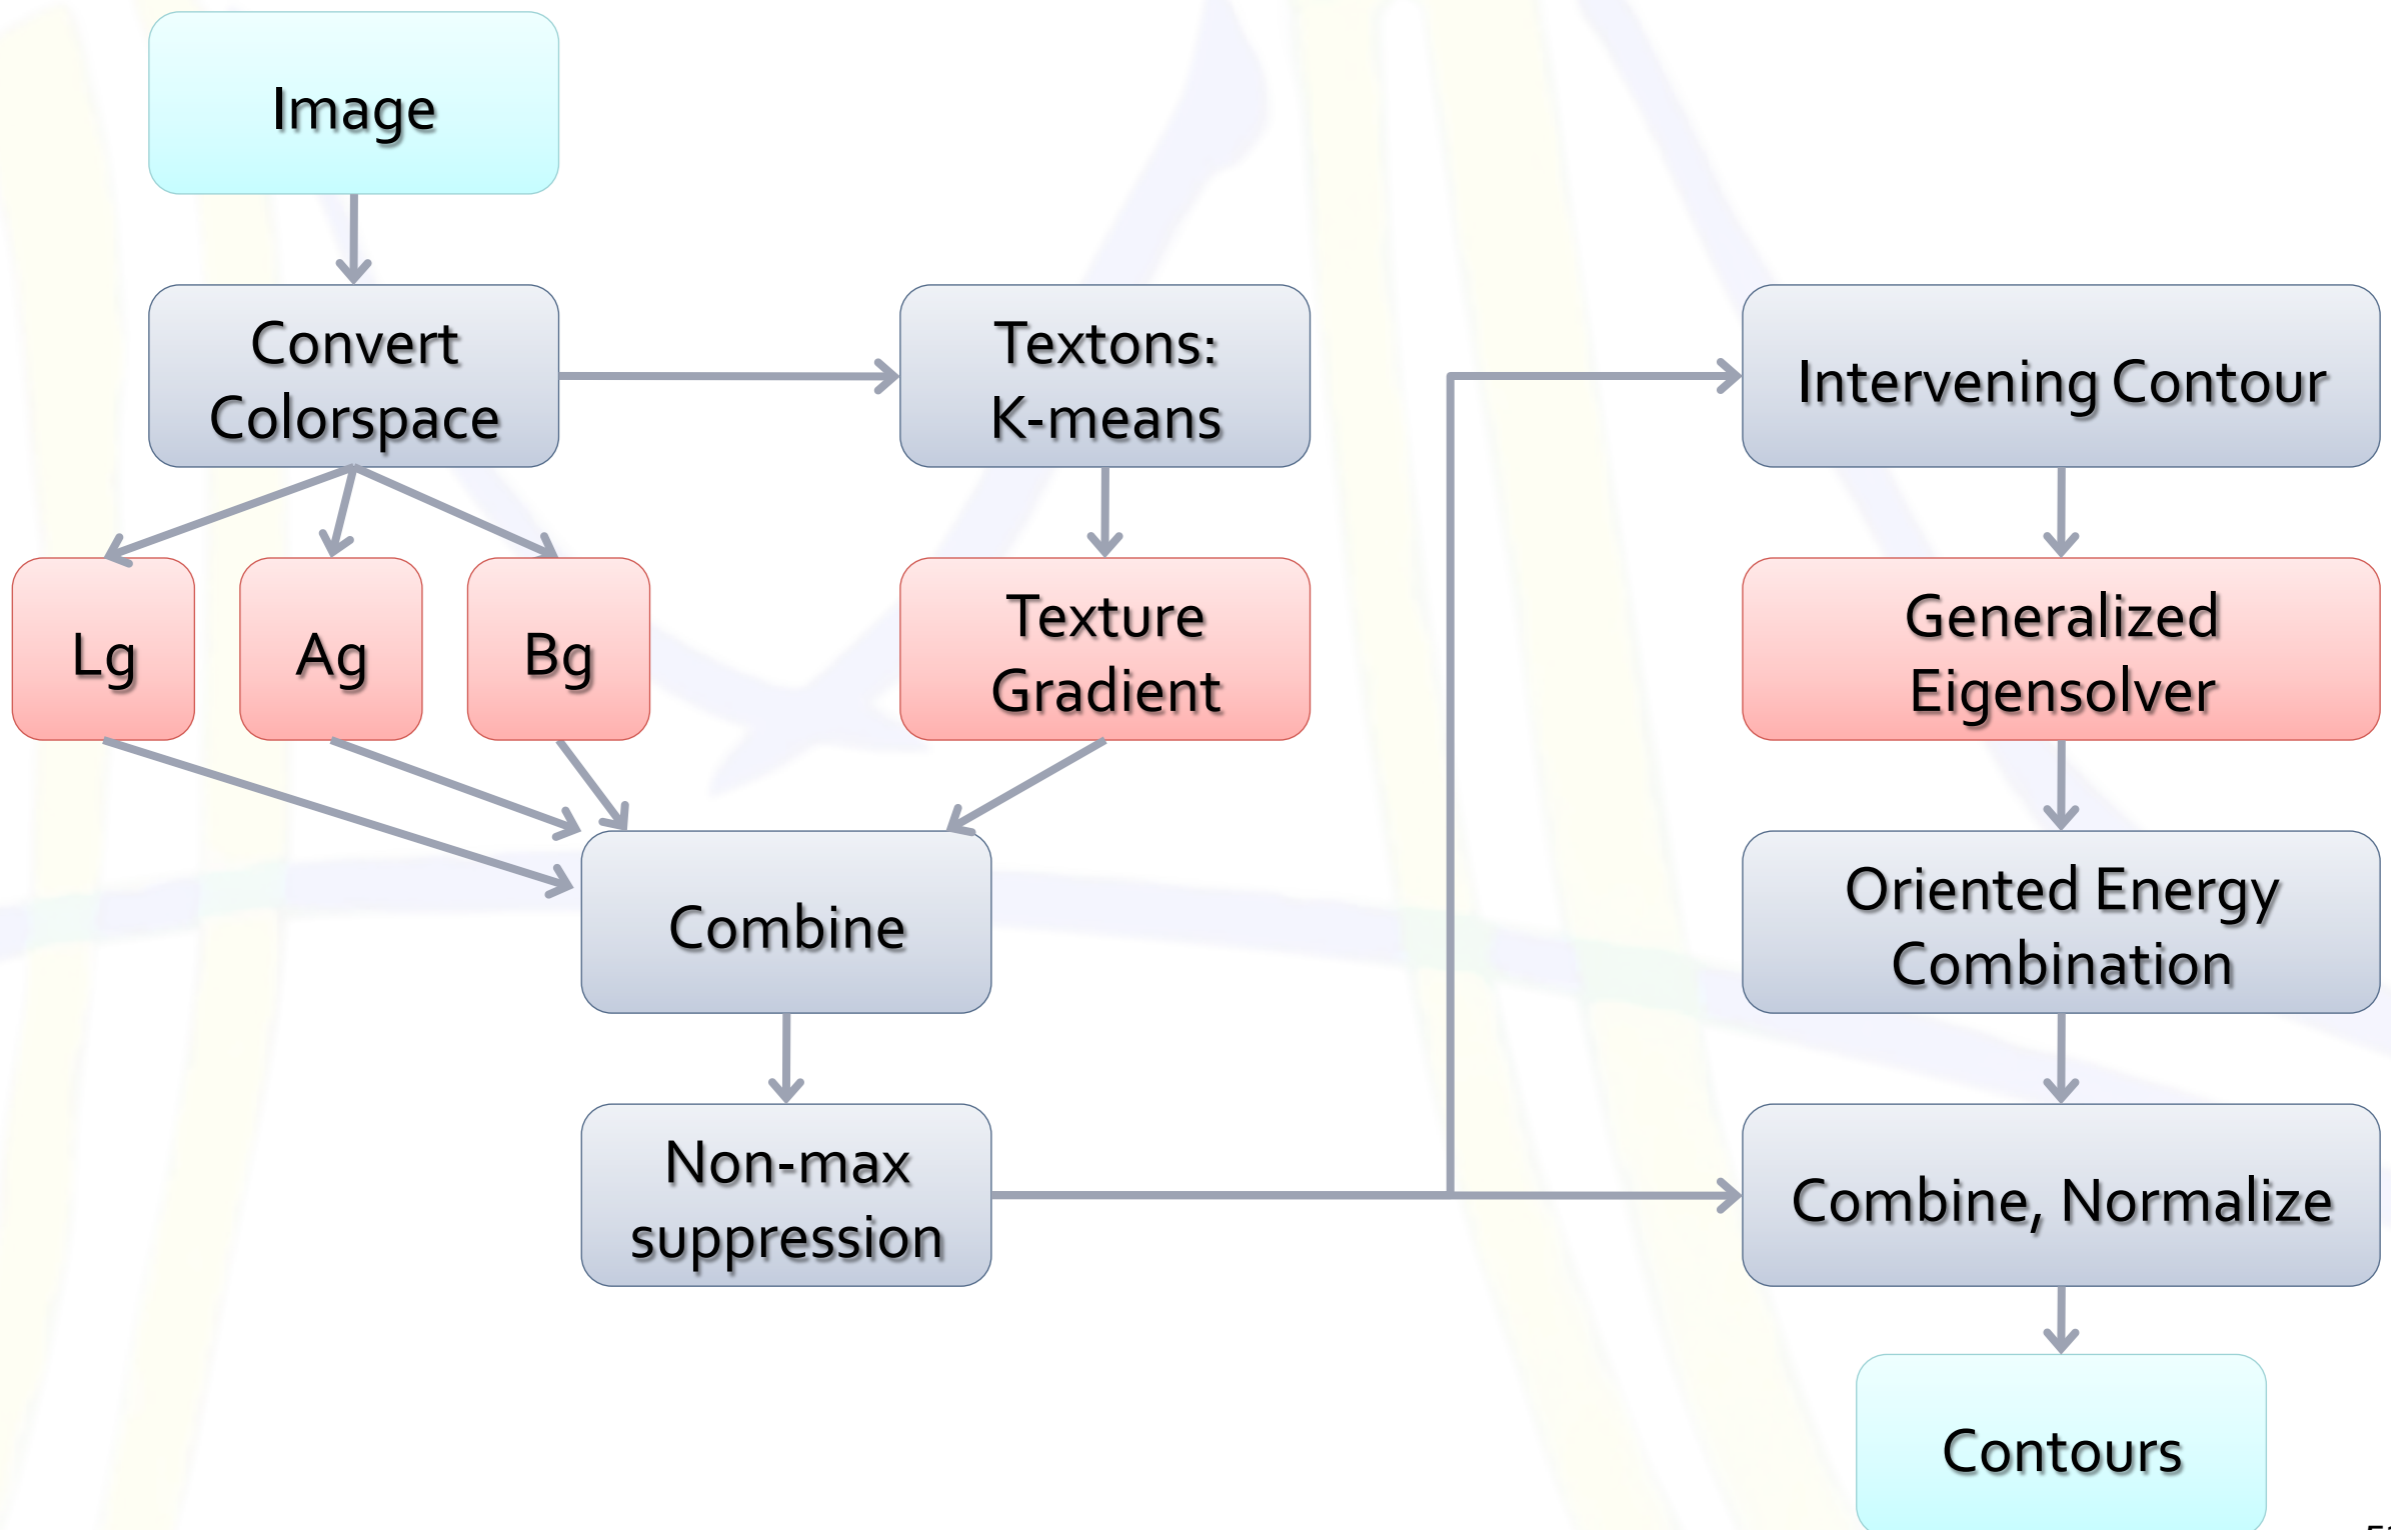 Image
Convert
Colorspace
Textons:
K-means
Intervening Contour
Lg
Ag
Bg
Texture
Gradient
Generalized
Eigensolver
Combine
Oriented Energy
Combination
Non-max
suppression
Combine, Normalize
Contours